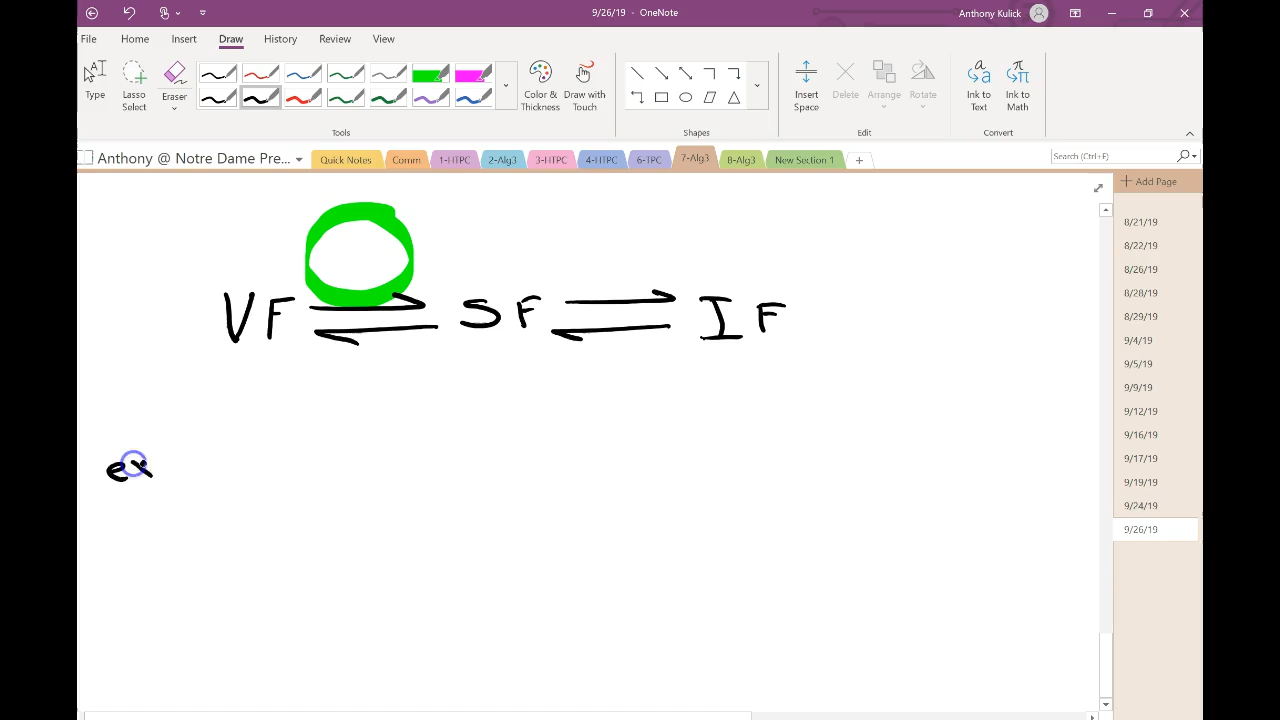 9/26/19 - OneNote
Anthony Kulick
File Home Insert Draw History Review View
Type
Lasso Select
Eraser
Color & Thickness
Draw with Touch
Insert Space
Delete
Arrange
Rotate
Ink to Text
Ink to Math
Tools
Shapes
Edit
Convert
Anthony @ Notre Dame Pre...
Quick Notes Comm 1-HTPC 2-Alg3 3-HTPC 4-HTPC 6-TPC 7-Alg3 8-Alg3 New Section 1
Search (Ctrl+F)
Add Page
8/21/19
8/22/19
8/26/19
8/28/19
8/29/19
9/4/19
9/5/19
9/9/19
9/12/19
9/16/19
9/17/19
9/19/19
9/24/19
9/26/19
VF SF IF
ex